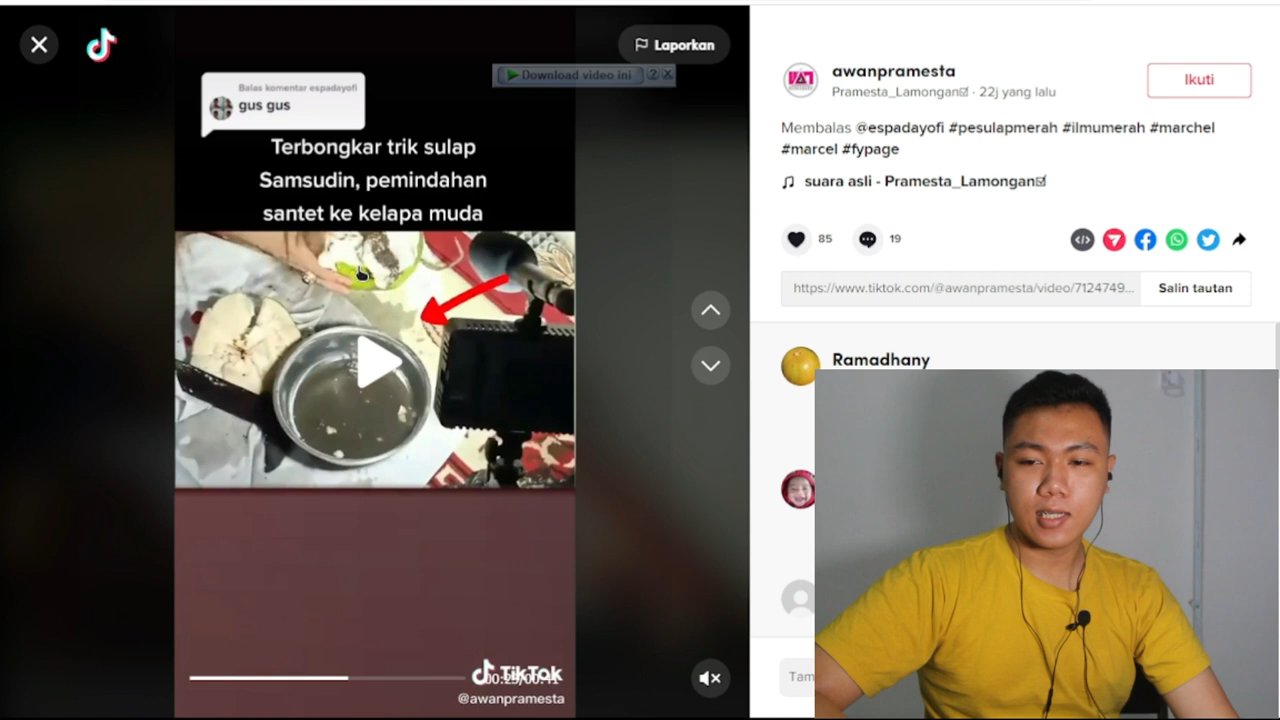 Laporkan
Download video ini
Balas komentar espadayofi
gus gus
Terbongkar trik sulap
Samsudin, pemindahan
santet ke kelapa muda
TikTok
@awanpramesta
awanpramesta
Pramesta_Lamongan☑ · 22j yang lalu
Ikuti
Membalas @espadayofi #pesulapmerah #ilmumerah #marchel
#marcel #fypage
suara asli - Pramesta_Lamongan☑
85
19
https://www.tiktok.com/@awanpramesta/video/7124749...
Salin tautan
Ramadhany
Tam